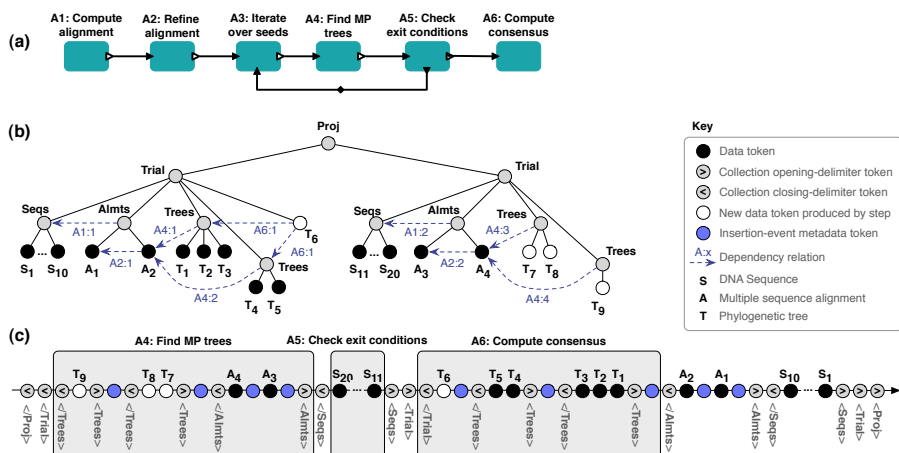 A1: Compute alignment
A2: Refine alignment
A3: Iterate over seeds
A4: Find MP trees
A5: Check exit conditions
A6: Compute consensus
(a)
(b)
Proj
Trial
Trial
Seqs
Almts
Trees
T6
Seqs
Almts
Trees
A1:1
A4:1
A6:1
A6:1
A1:2
A4:3
S1 ... S10
A1
A2
T1
T2
T3
Trees
S11 ... S20
A3
A4
T7
T8
Trees
A2:1
A4:2
A2:2
A4:4
T4
T5
T9
Key
Data token
> Collection opening-delimiter token
< Collection closing-delimiter token
New data token produced by step
Insertion-event metadata token
A:x
Dependency relation
S DNA Sequence
A Multiple sequence alignment
T Phylogenetic tree
(c)
A4: Find MP trees
A5: Check exit conditions
A6: Compute consensus
T9 T8 T7 A4 A3 S20 ... S11 T6 T5 T4 T3 T2 T1 A2 A1 S10 ... S1
< < < > < > < > < > > < > < > < > < > < > > >
</Proj> </Trial> </Trees> <Trees> </Trees> <Trees> </Almts> <Almts> </Seqs> <Seqs> <Trial> </Trial> </Trees> <Trees> </Trees> <Trees> </Almts> <Almts> </Seqs> <Seqs> <Trial> <Proj>